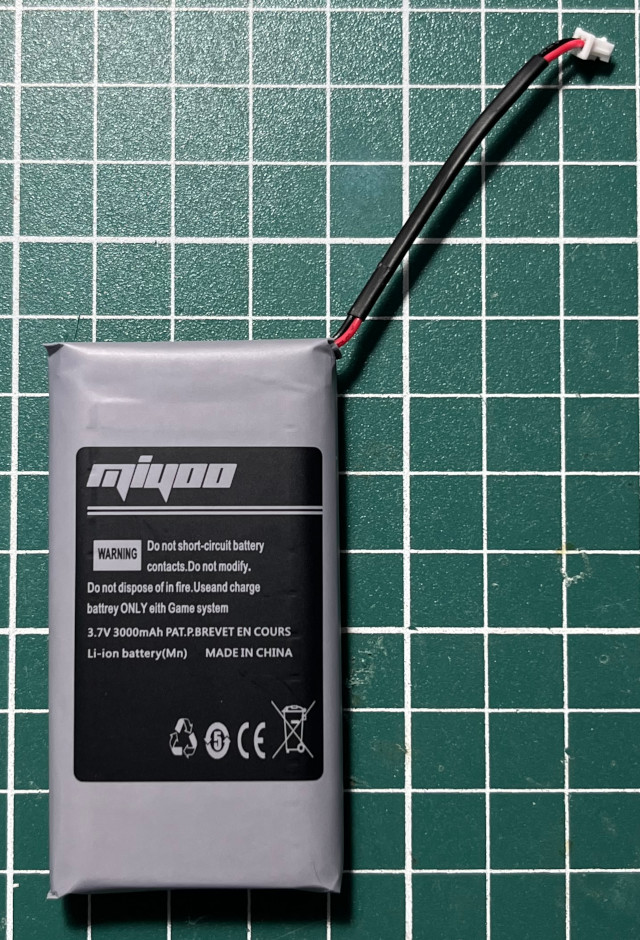 miyoo
WARNING
Do not short-circuit battery
contacts.Do not modify.
Do not dispose of in fire.Useand charge
battrey ONLY eith Game system
3.7V 3000mAh PAT.P.BREVET EN COURS
Li-ion battery(Mn) MADE IN CHINA
5 CE